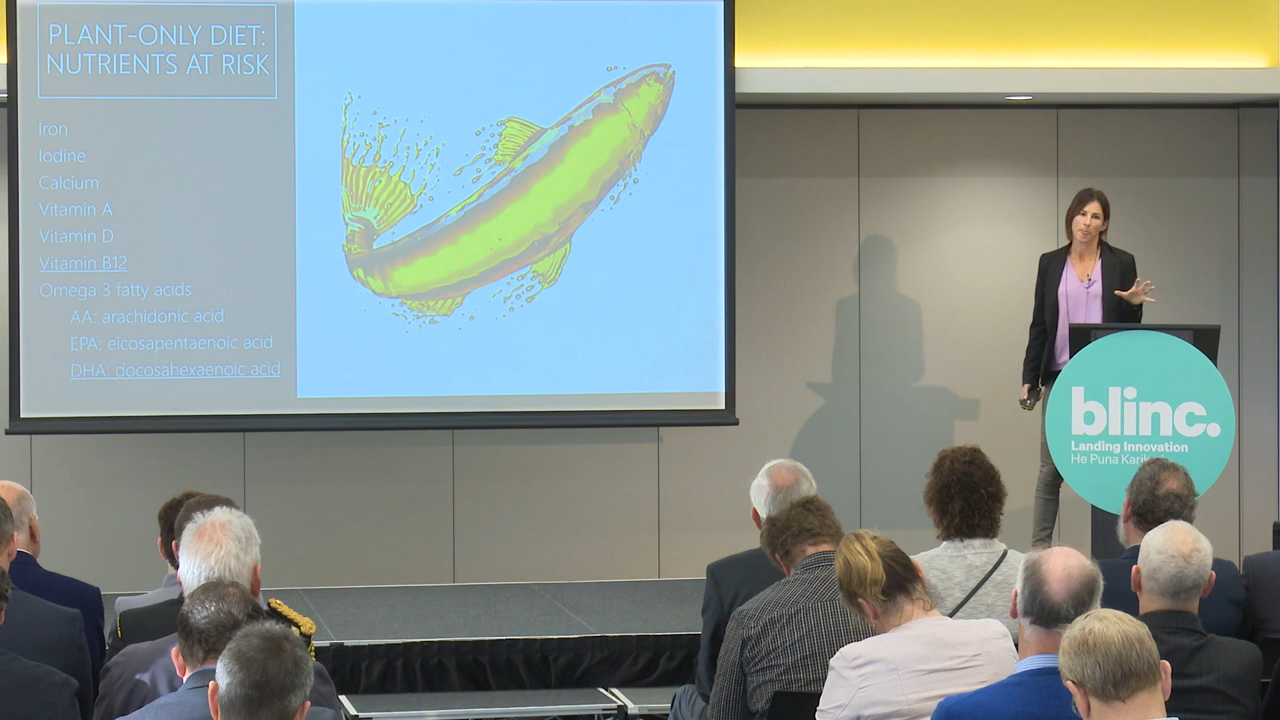 PLANT-ONLY DIET:
NUTRIENTS AT RISK
Iron
Iodine
Calcium
Vitamin A
Vitamin D
Vitamin B12
Omega 3 fatty acids
AA: arachidonic acid
EPA: eicosapentaenoic acid
DHA: docosahexaenoic acid
blinc.
Landing Innovation
He Puna